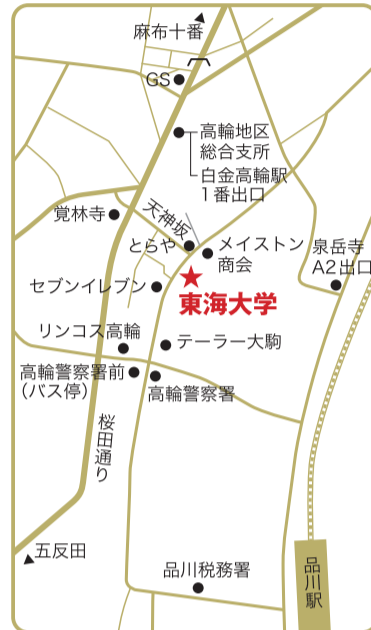 麻布十番
GS
高輪地区
総合支所
白金高輪駅
1番出口
覚林寺
天神坂
とらや
メイストン
商会
泉岳寺
A2出口
セブンイレブン
東海大学
リンコス高輪
テーラー大駒
高輪警察署前
（バス停）
高輪警察署
桜田通り
五反田
品川税務署
品川駅